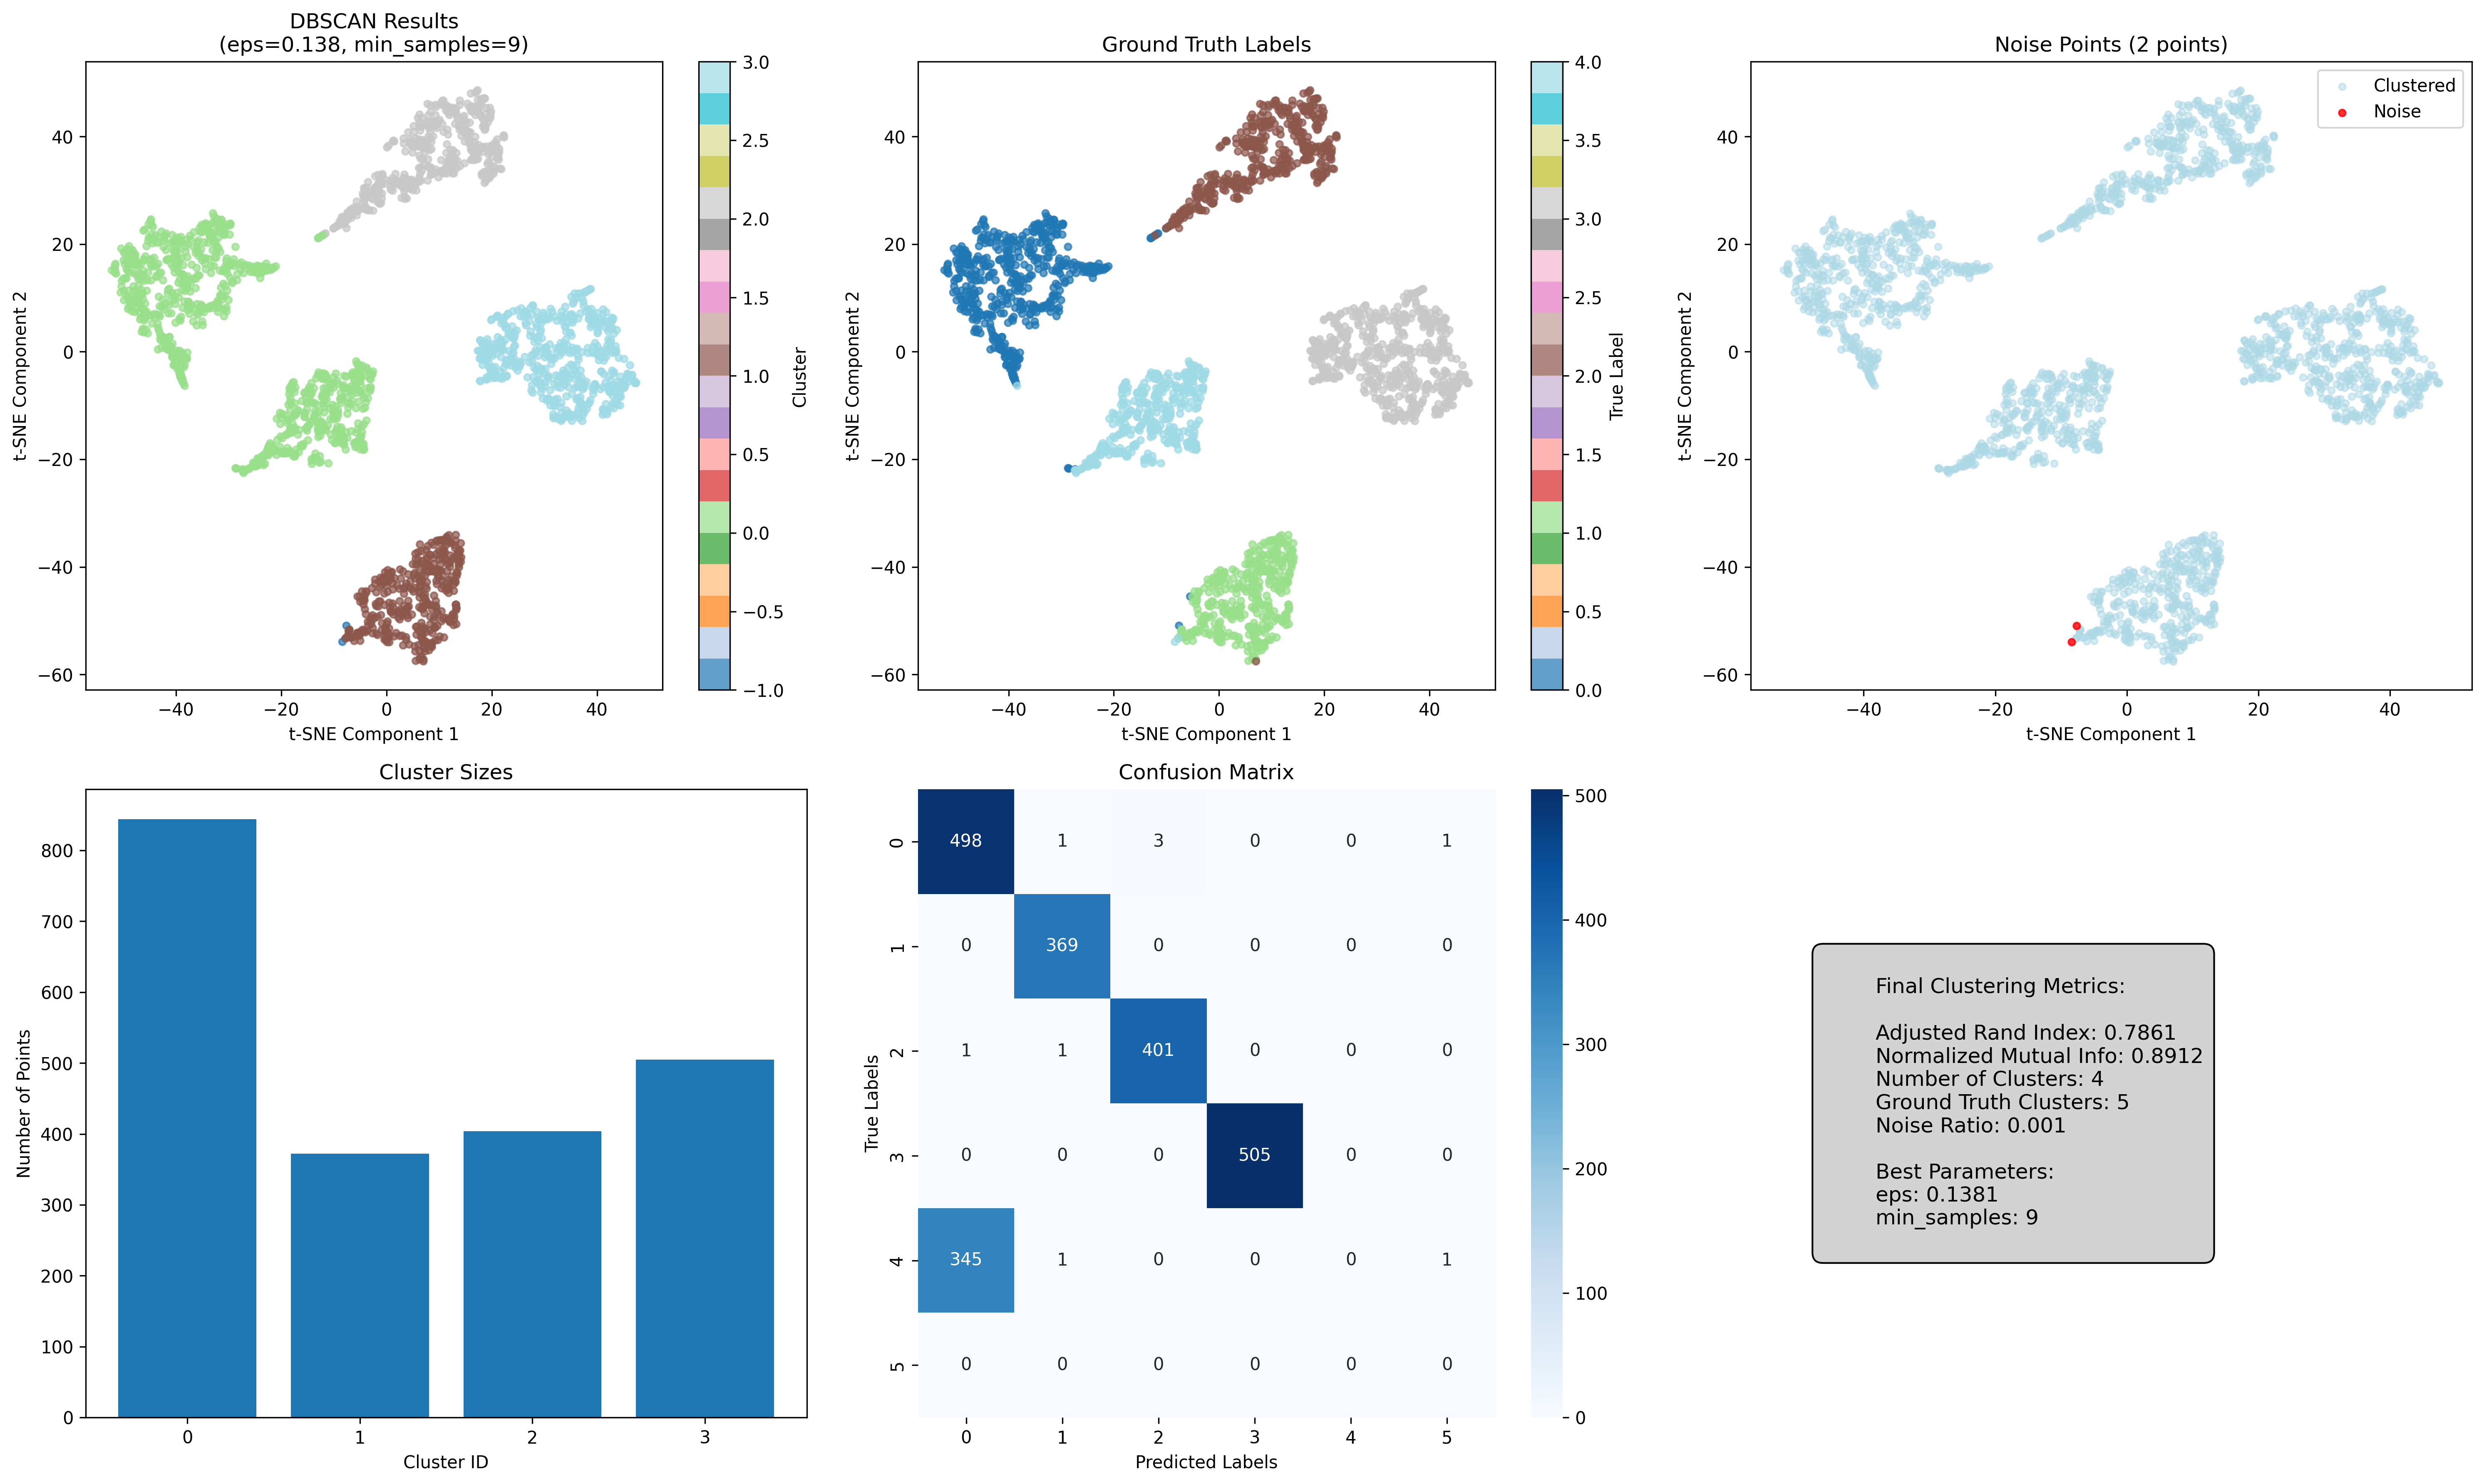 DBSCAN Results
(eps=0.138, min_samples=9)
40
20
0
−20
−40
−60
−40
−20
0
20
40
t-SNE Component 1
t-SNE Component 2
3.0
2.5
2.0
1.5
1.0
0.5
0.0
−0.5
−1.0
Cluster
Ground Truth Labels
40
20
0
−20
−40
−60
−40
−20
0
20
40
t-SNE Component 1
t-SNE Component 2
4.0
3.5
3.0
2.5
2.0
1.5
1.0
0.5
0.0
True Label
Noise Points (2 points)
Clustered
Noise
40
20
0
−20
−40
−60
−40
−20
0
20
40
t-SNE Component 1
t-SNE Component 2
Cluster Sizes
800
700
600
500
400
300
200
100
0
0
1
2
3
Cluster ID
Number of Points
Confusion Matrix
0
498 1 3 0 0 1
1
0 369 0 0 0 0
2
1 1 401 0 0 0
3
0 0 0 505 0 0
4
345 1 0 0 0 1
5
0 0 0 0 0 0
0
1
2
3
4
5
Predicted Labels
True Labels
500
400
300
200
100
0
Final Clustering Metrics:
Adjusted Rand Index: 0.7861
Normalized Mutual Info: 0.8912
Number of Clusters: 4
Ground Truth Clusters: 5
Noise Ratio: 0.001
Best Parameters:
eps: 0.1381
min_samples: 9